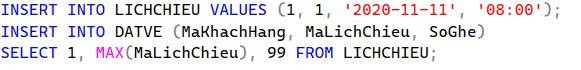 INSERT INTO LICHCHIEU VALUES (1, 1, '2020-11-11', '08:00');
INSERT INTO DATVE (MaKhachHang, MaLichChieu, SoGhe)
SELECT 1, MAX(MaLichChieu), 99 FROM LICHCHIEU;